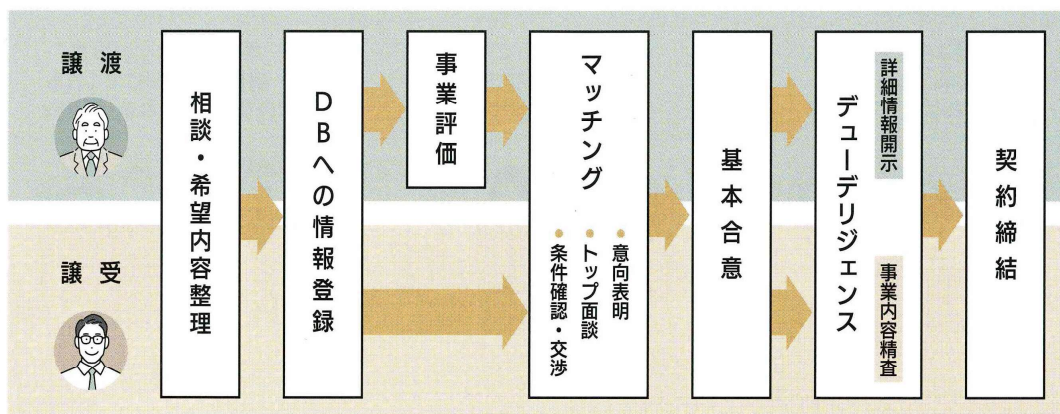 譲渡
譲受
相談・希望内容整理
DBへの情報登録
事業評価
マッチング
意向表明
トップ面談
条件確認・交渉
基本合意
デューデリジェンス
詳細情報開示
事業内容精査
契約締結